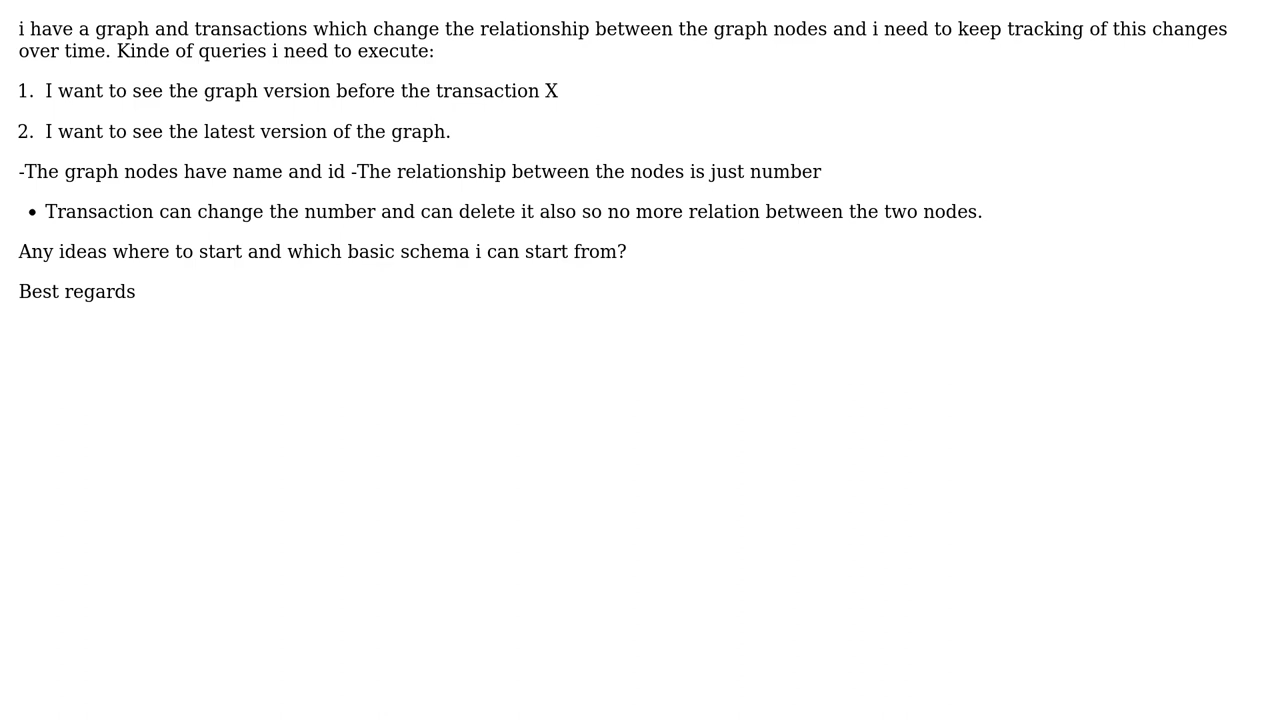 i have a graph and transactions which change the relationship between the graph nodes and i need to keep tracking of this changes
over time. Kinde of queries i need to execute:
1. I want to see the graph version before the transaction X
2. I want to see the latest version of the graph.
-The graph nodes have name and id -The relationship between the nodes is just number
• Transaction can change the number and can delete it also so no more relation between the two nodes.
Any ideas where to start and which basic schema i can start from?
Best regards